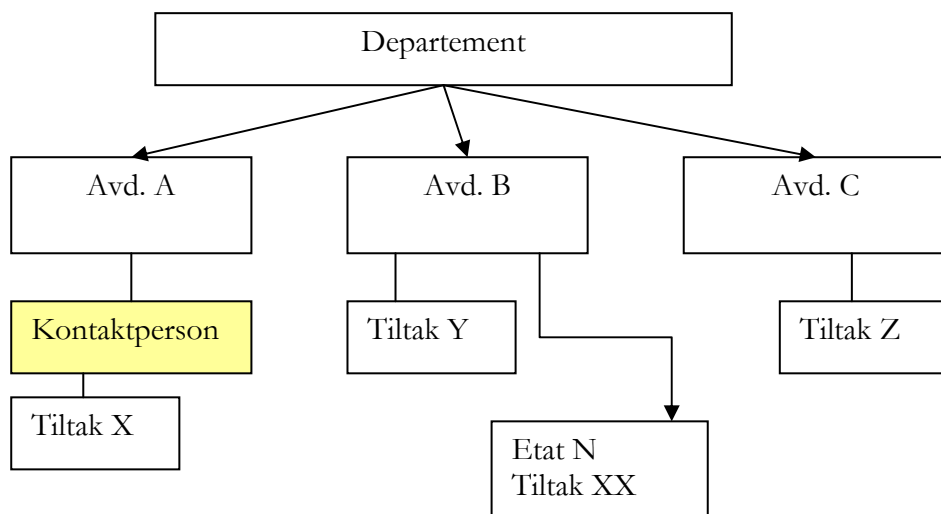 Departement
Avd. A
Avd. B
Avd. C
Kontaktperson
Tiltak Y
Tiltak Z
Tiltak X
Etat N
Tiltak XX